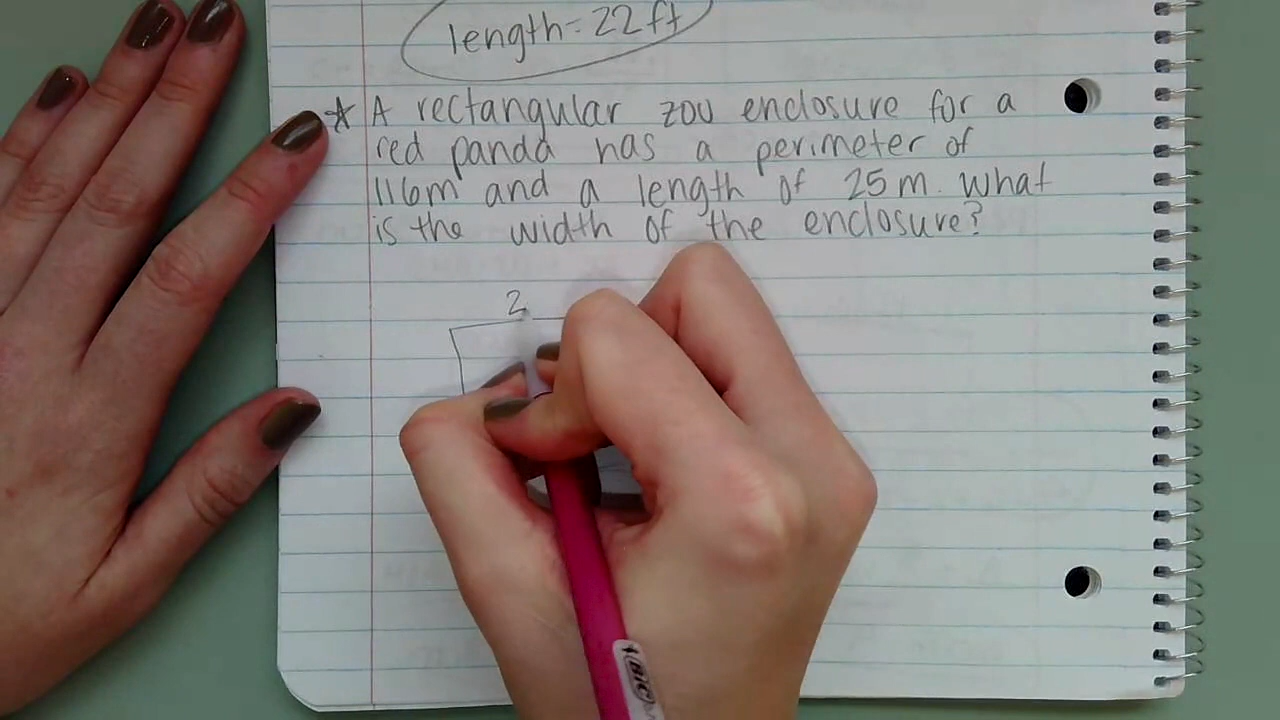 length = 22ft
* A rectangular zoo enclosure for a
red panda has a perimeter of
116m and a length of 25m. What
is the width of the enclosure?
2
BIC